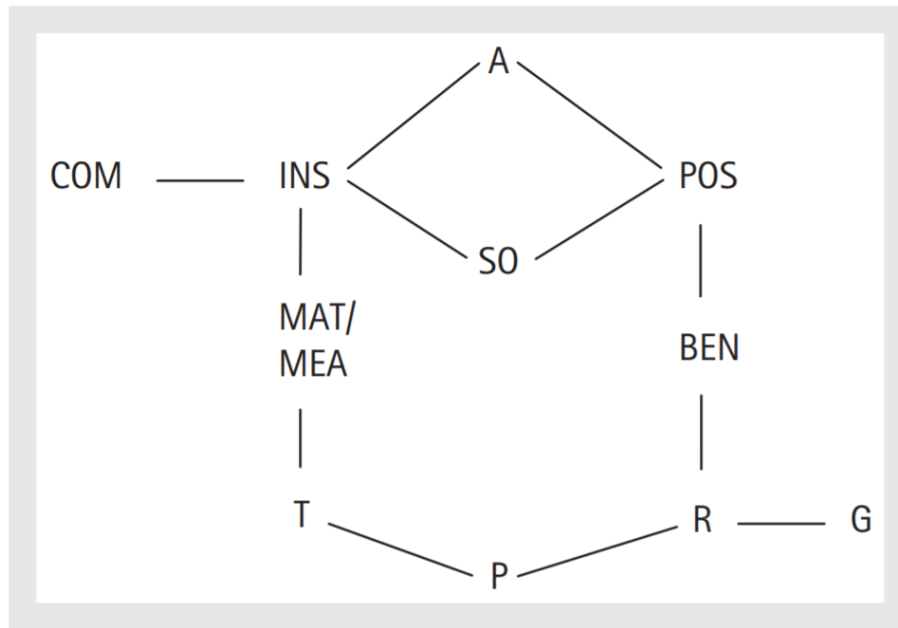 A
COM INS POS
SO
MAT/
MEA
BEN
T R G
P